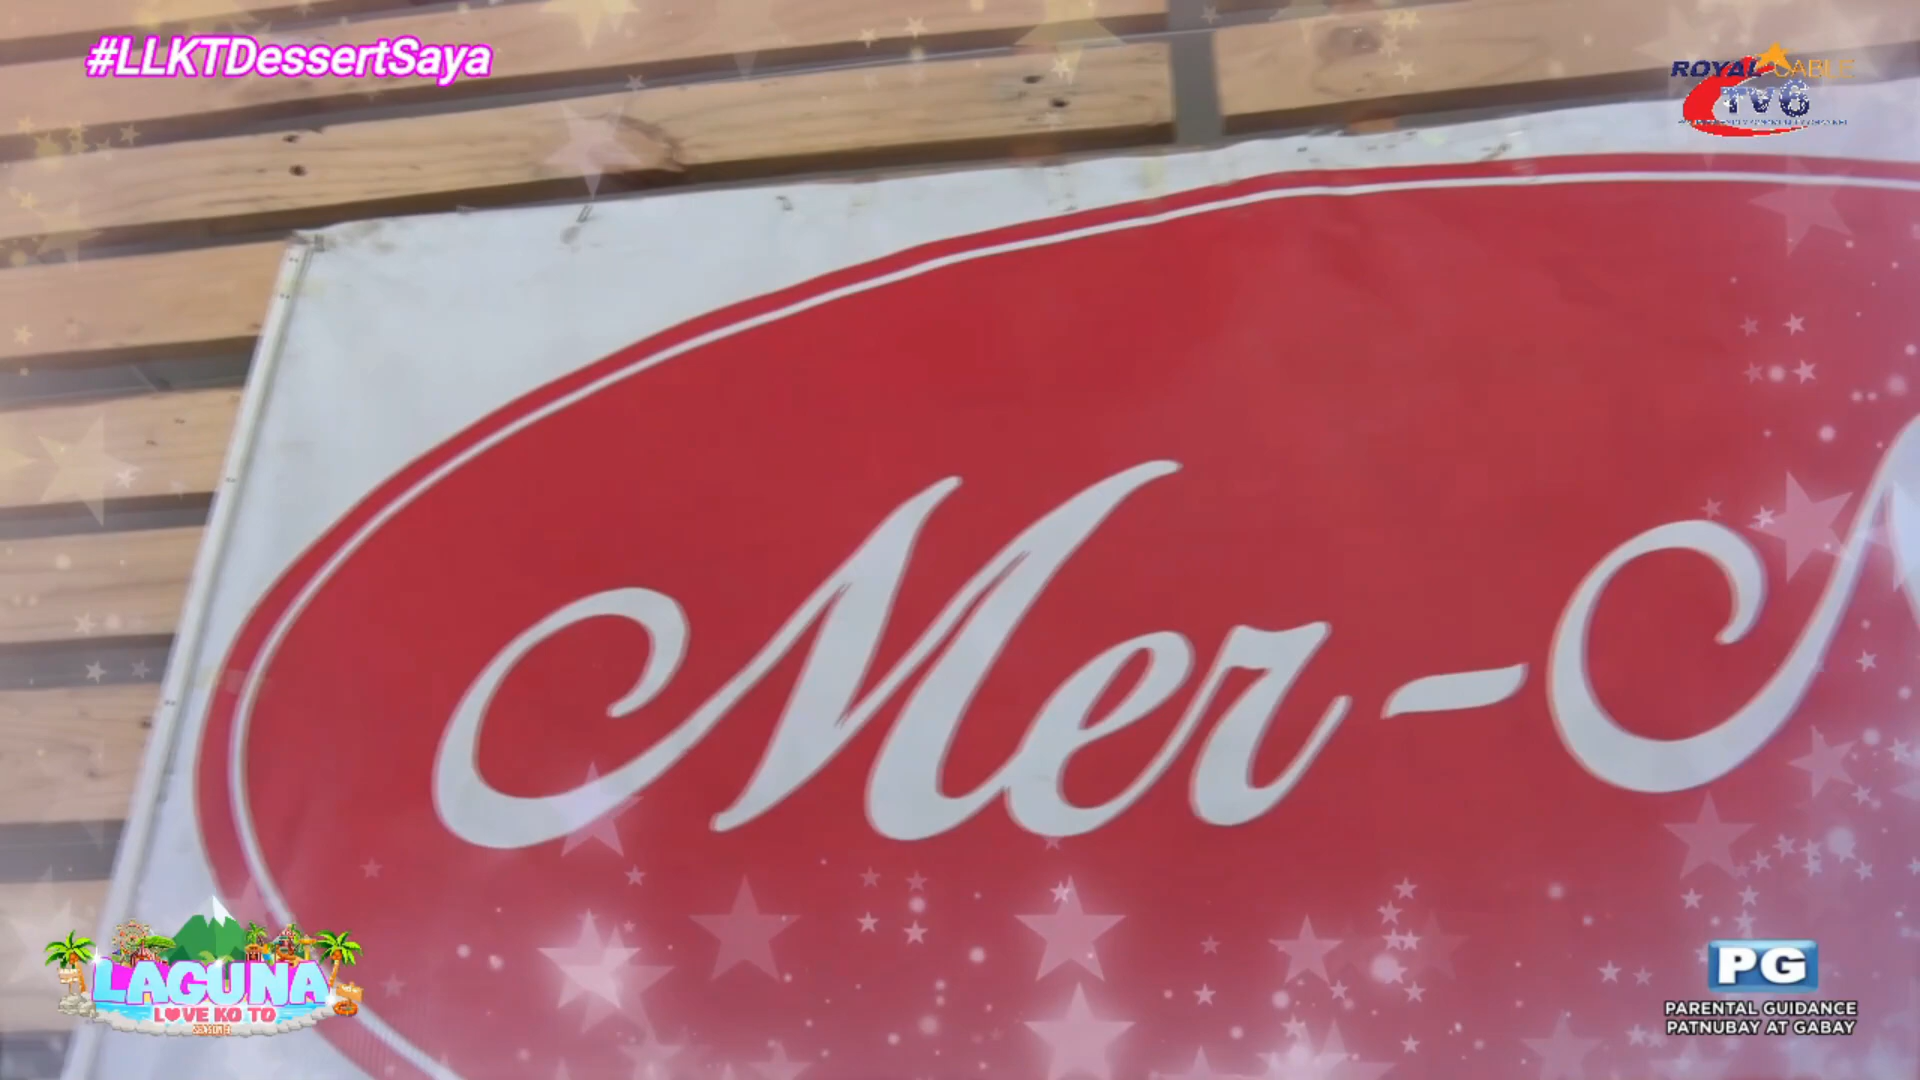 #LLKTDessertSaya
ROYAL CABLE
TV6
Mer-
LAGUNA
LOVE KO TO
PG
PARENTAL GUIDANCE
PATNUBAY AT GABAY